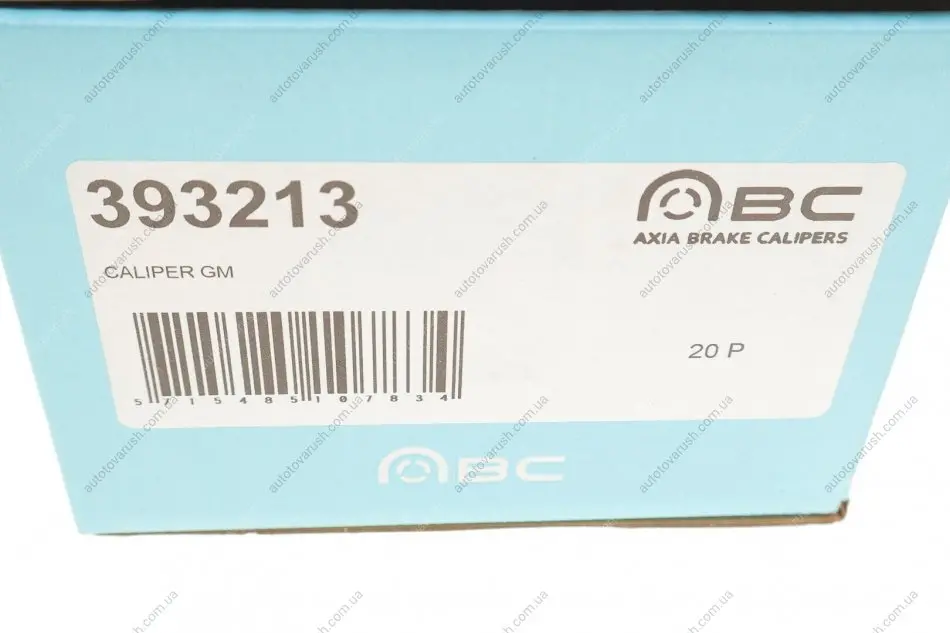 393213
ABC
AXIA BRAKE CALIPERS
CALIPER GM
20 P
5715485107834
ABC
autotovarush.com.ua